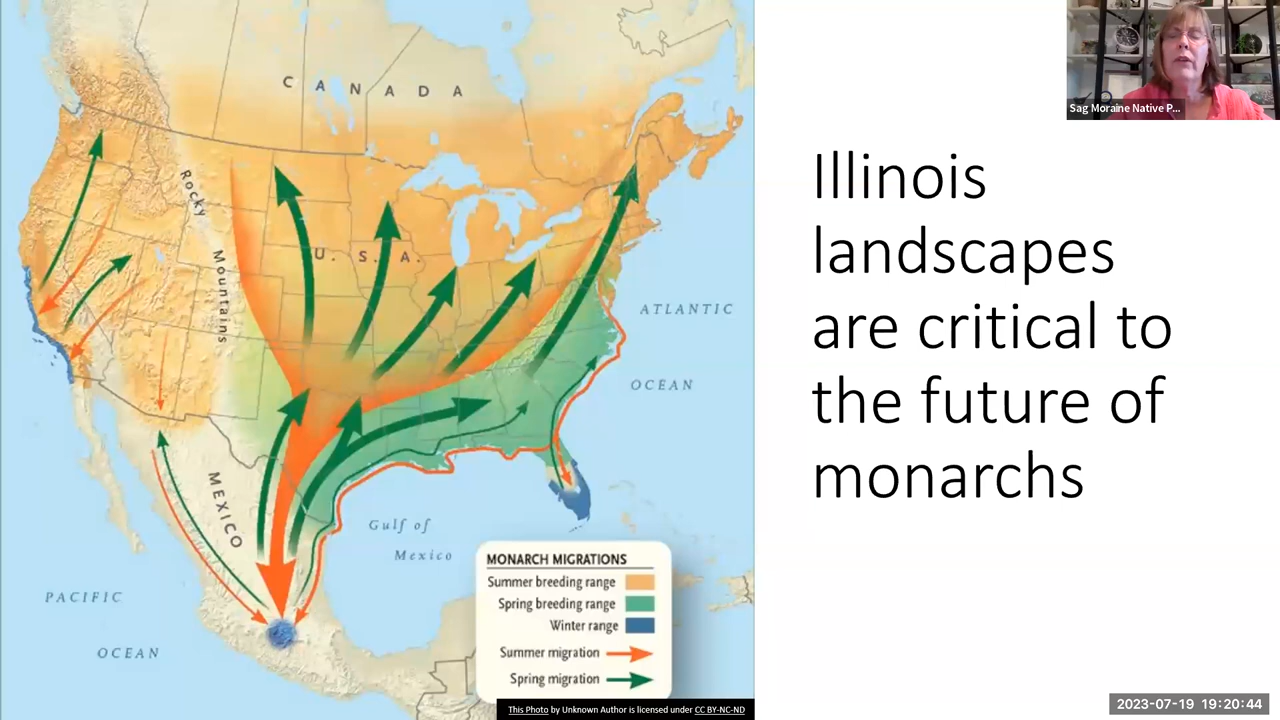 CANADA
Rocky
Mountains
U. S. A.
ATLANTIC
OCEAN
MEXICO
Gulf of
Mexico
PACIFIC
OCEAN
MONARCH MIGRATIONS
Summer breeding range
Spring breeding range
Winter range
Summer migration
Spring migration
This Photo by Unknown Author is licensed under CC BY-NC-ND
Sag Moraine Native P...
Illinois
landscapes
are critical to
the future of
monarchs
2023-07-19 19:20:44